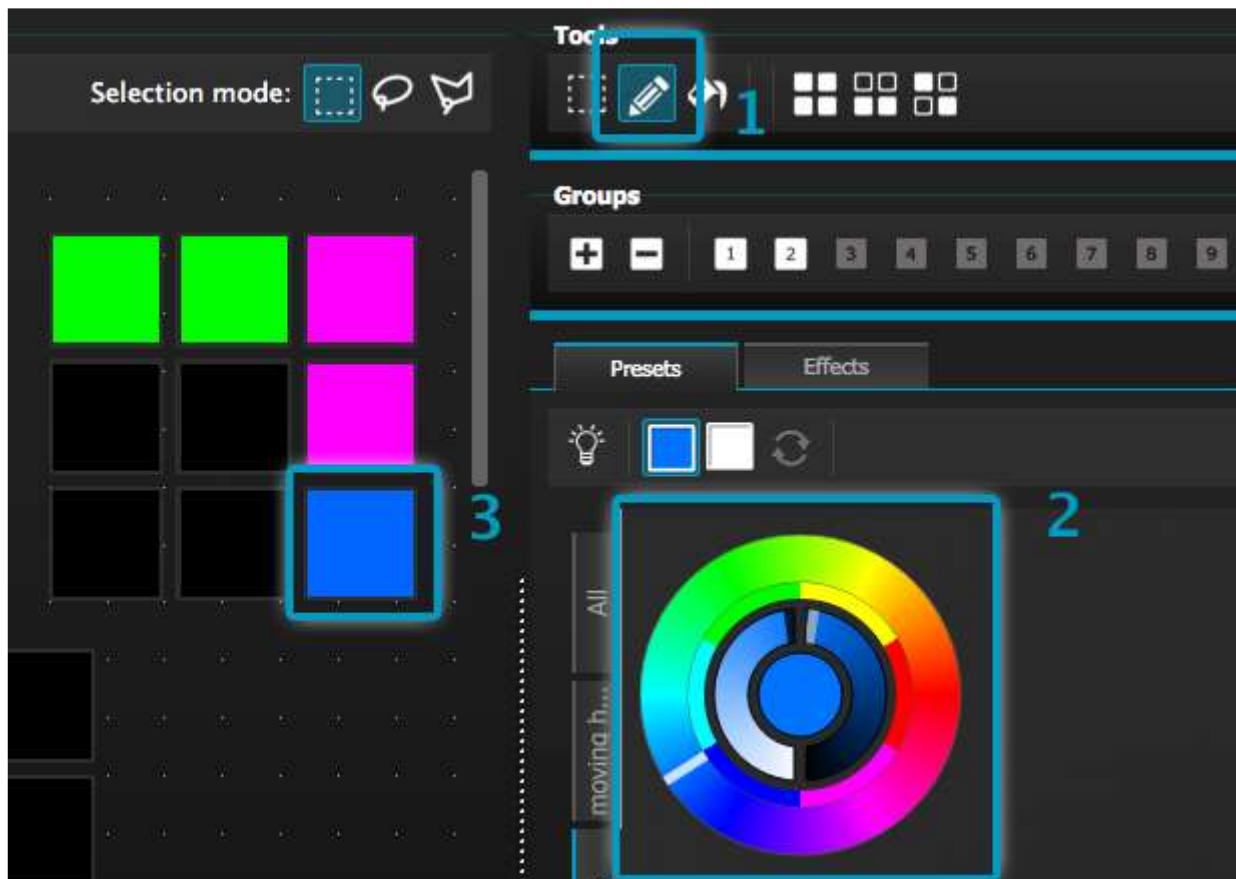 Selection mode:
Tools
1
Groups
1 2 3 4 5 6 7 8 9
Presets Effects
2
3
All
moving h...